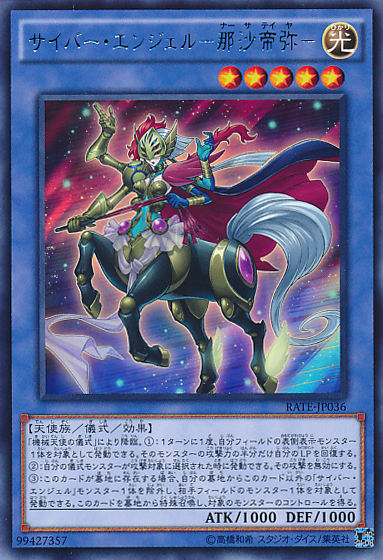 サイバー・エンジェル－那沙帝弥－
ナーサテイヤ
光
ひかり
RATE-JP036
【天使族／儀式／効果】
「機械天使の儀式」により降臨。①：1ターンに1度、自分フィールドの表側表示モンスター
1体を対象として発動できる。そのモンスターの攻撃力の半分だけ自分のLPを回復する。
②：自分の儀式モンスターが攻撃対象に選択された時に発動できる。その攻撃を無効にする。
③：このカードが墓地に存在する場合、自分の墓地からこのカード以外の「サイバー・
エンジェル」モンスター1体を除外し、相手フィールドのモンスター1体を対象として発動
できる。このカードを墓地から特殊召喚し、対象のモンスターのコントロールを得る。
ATK/1000 DEF/1000
99427357
©高橋和希 スタジオ・ダイス/集英社